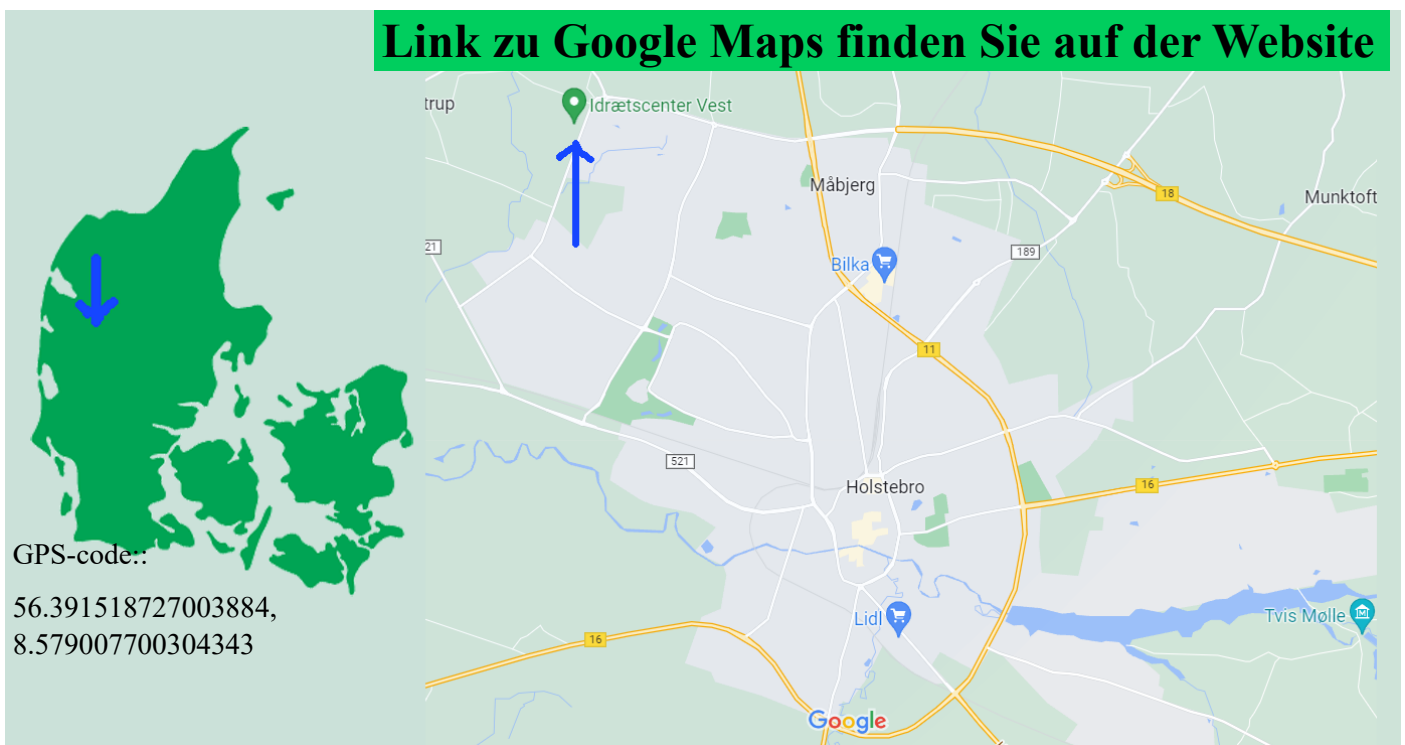 Link zu Google Maps finden Sie auf der Website
trup
Idrætscenter Vest
Måbjerg
18
Munktoft
21
Bilka
189
11
521
Holstebro
16
GPS-code::
56.391518727003884,
8.579007700304343
Lidl
Tvis Mølle
16
Google